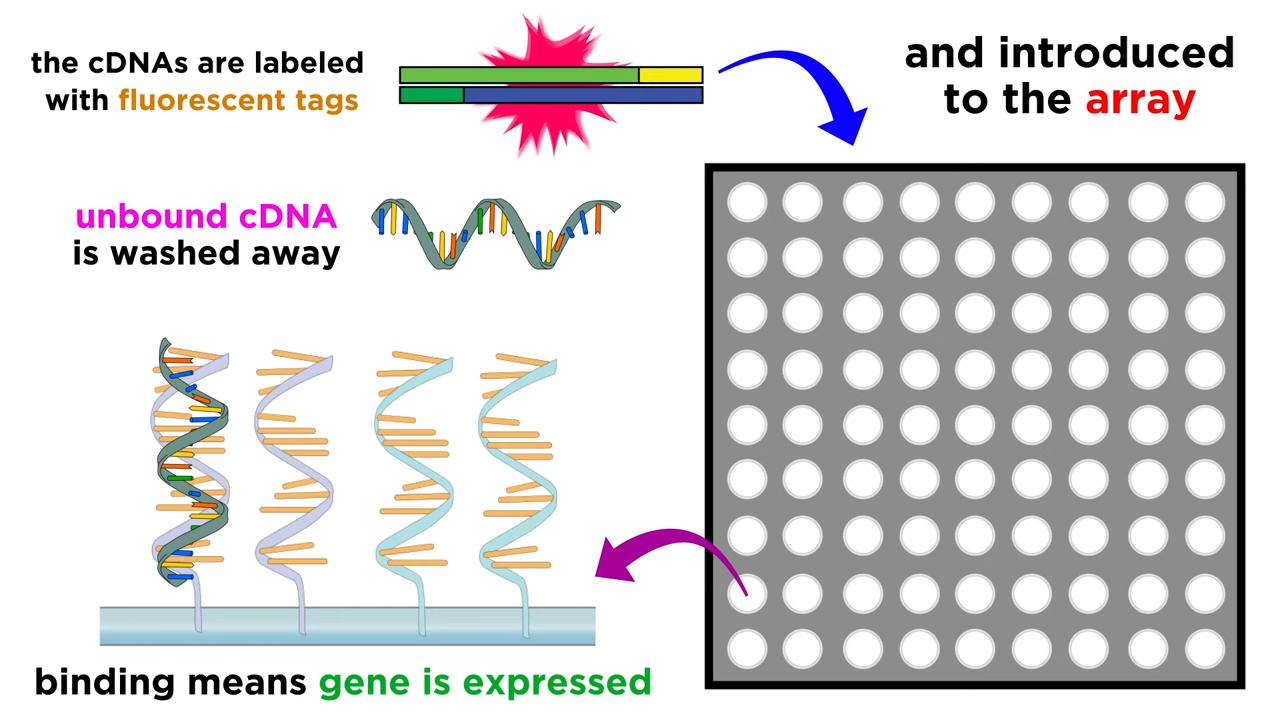 the cDNAs are labeled
with fluorescent tags
and introduced
to the array
unbound cDNA
is washed away
binding means gene is expressed